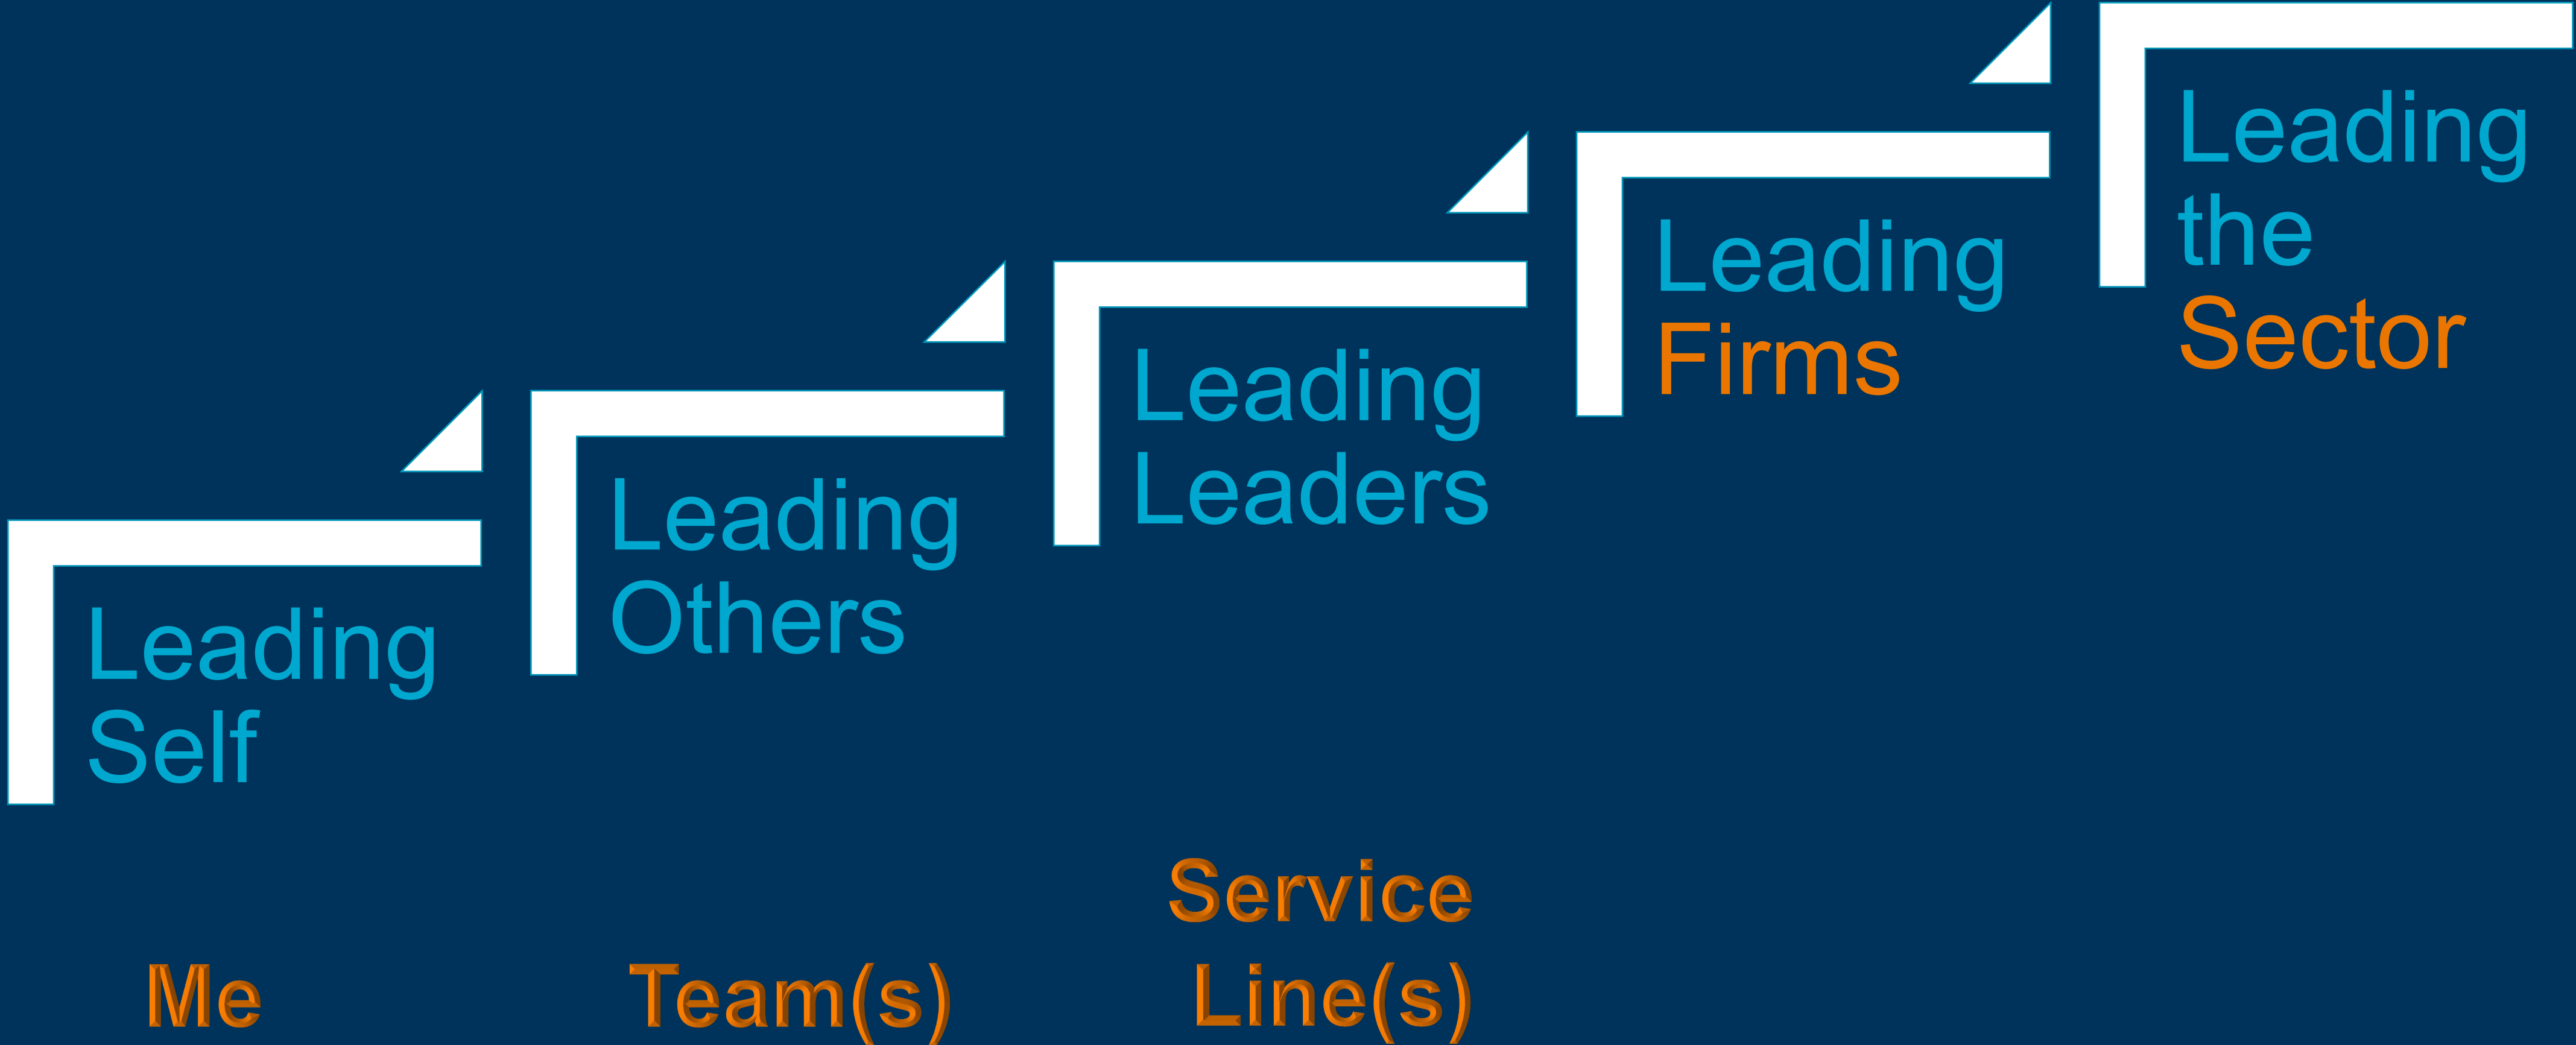 Leading
Self
Leading
Others
Leading
Leaders
Leading
Firms
Leading
the
Sector
Me
Team(s)
Service
Line(s)